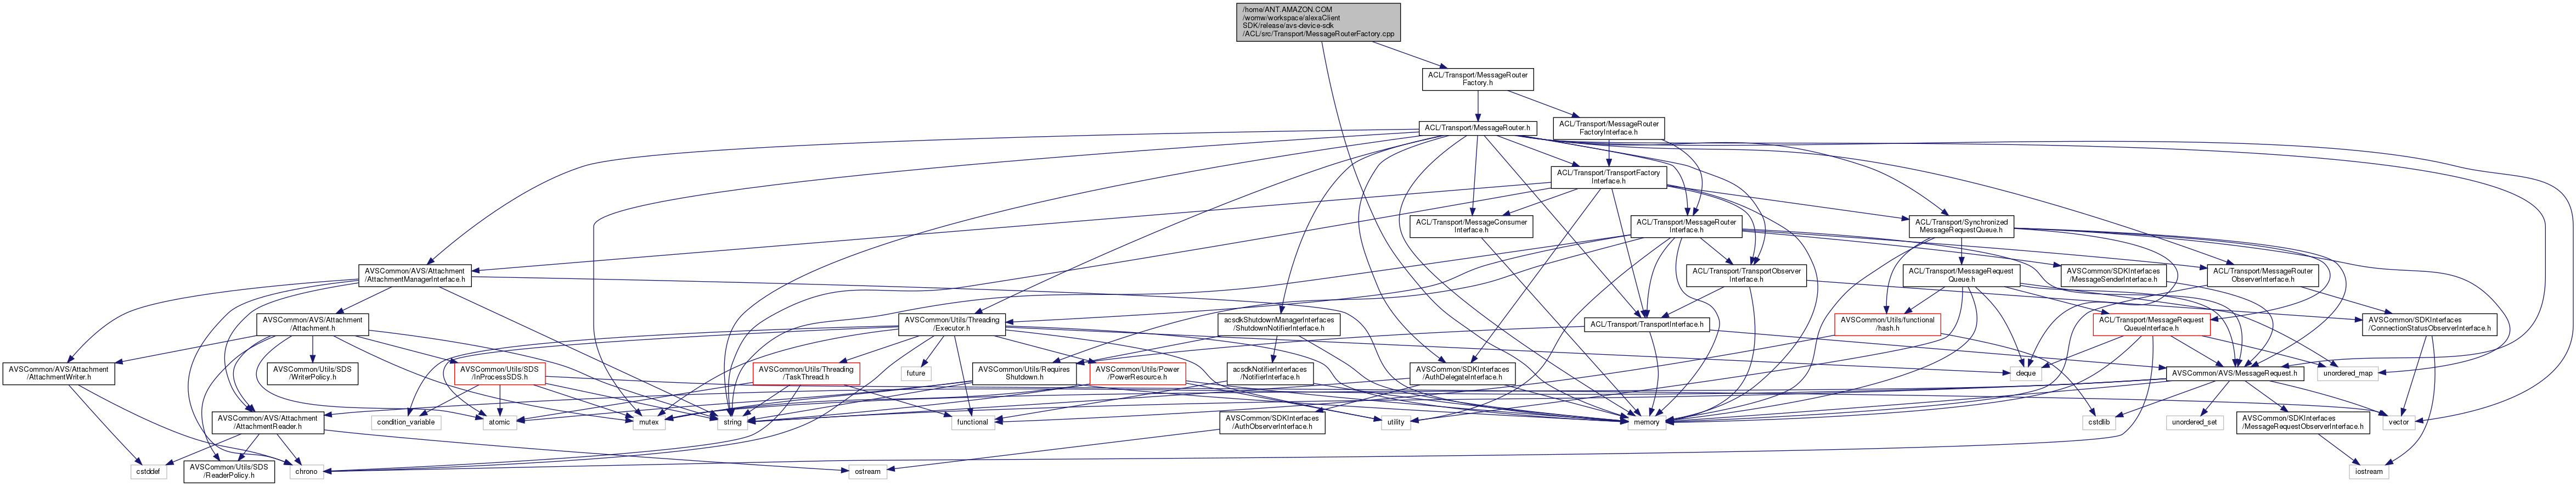 /home/ANT.AMAZON.COM
/womw/workspace/alexaClient
SDK/release/avs-device-sdk
/ACL/src/Transport/MessageRouterFactory.cpp
ACL/Transport/MessageRouter
Factory.h
ACL/Transport/MessageRouter.h
ACL/Transport/MessageRouter
FactoryInterface.h
ACL/Transport/TransportFactory
Interface.h
ACL/Transport/MessageConsumer
Interface.h
ACL/Transport/MessageRouter
Interface.h
ACL/Transport/Synchronized
MessageRequestQueue.h
AVSCommon/AVS/Attachment
/AttachmentManagerInterface.h
ACL/Transport/TransportObserver
Interface.h
ACL/Transport/MessageRequest
Queue.h
AVSCommon/SDKInterfaces
/MessageSenderInterface.h
ACL/Transport/MessageRouter
ObserverInterface.h
AVSCommon/AVS/Attachment
/Attachment.h
AVSCommon/Utils/Threading
/Executor.h
acsdkShutdownManagerInterfaces
/ShutdownNotifierInterface.h
ACL/Transport/TransportInterface.h
AVSCommon/Utils/functional
/hash.h
ACL/Transport/MessageRequest
QueueInterface.h
AVSCommon/SDKInterfaces
/ConnectionStatusObserverInterface.h
AVSCommon/AVS/Attachment
/AttachmentWriter.h
AVSCommon/Utils/SDS
/WriterPolicy.h
AVSCommon/Utils/SDS
/InProcessSDS.h
AVSCommon/Utils/Threading
/TaskThread.h
future
AVSCommon/Utils/Requires
Shutdown.h
AVSCommon/Utils/Power
/PowerResource.h
acsdkNotifierInterfaces
/NotifierInterface.h
AVSCommon/SDKInterfaces
/AuthDelegateInterface.h
deque
AVSCommon/AVS/MessageRequest.h
unordered_map
AVSCommon/AVS/Attachment
/AttachmentReader.h
condition_variable
atomic
mutex
string
functional
AVSCommon/SDKInterfaces
/AuthObserverInterface.h
utility
memory
cstdlib
unordered_set
AVSCommon/SDKInterfaces
/MessageRequestObserverInterface.h
vector
cstddef
AVSCommon/Utils/SDS
/ReaderPolicy.h
chrono
ostream
iostream